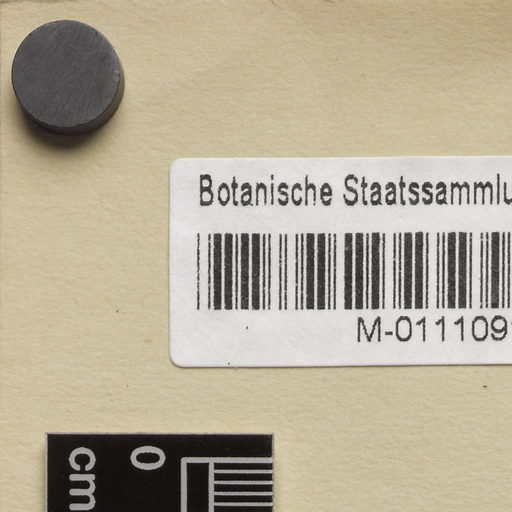 Botanische Staatssammlu
M-011109
0
cm